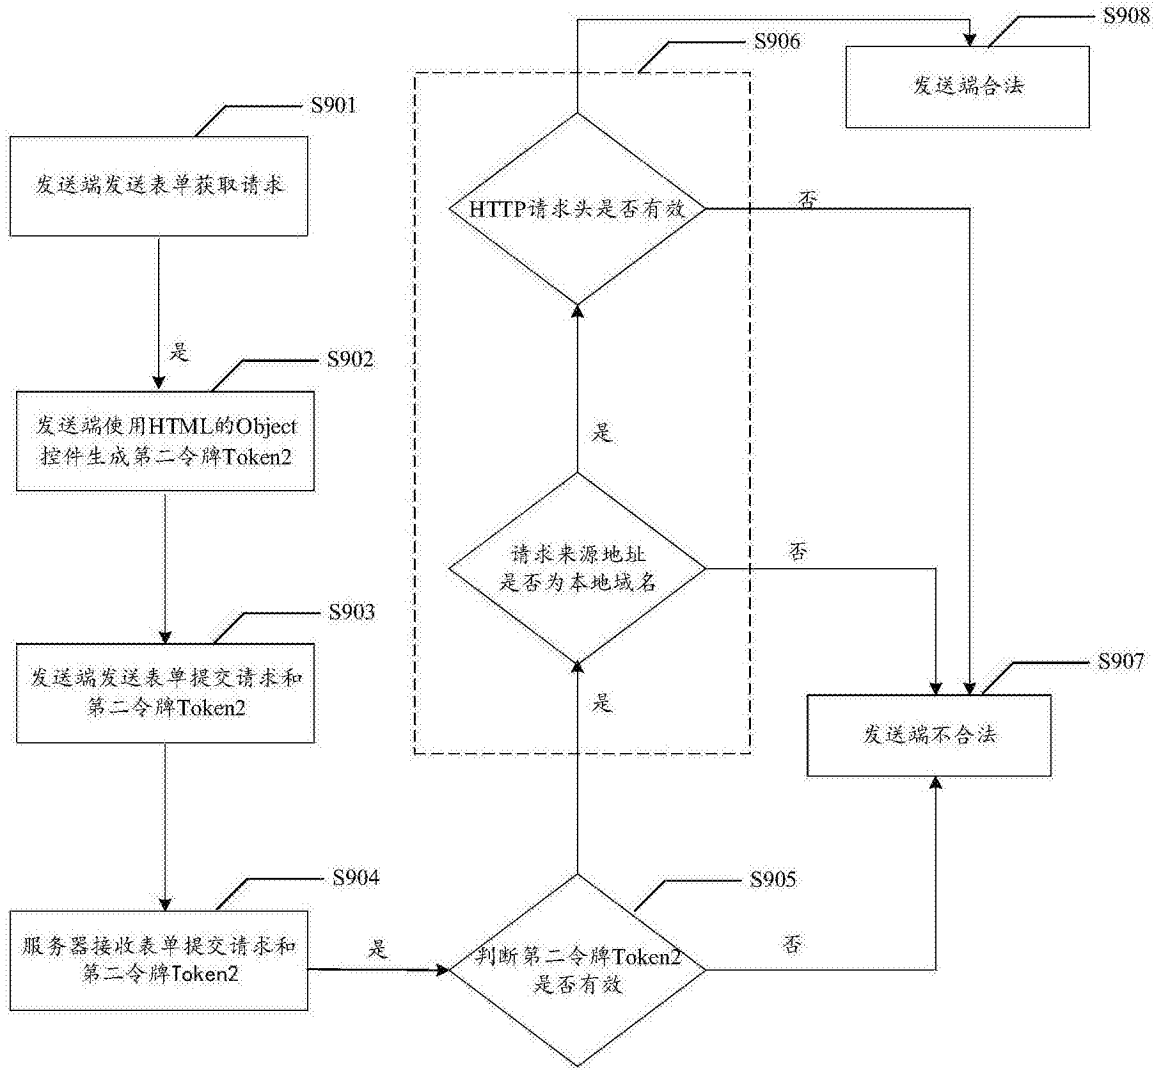 S901
发送端发送表单获取请求
是
S902
发送端使用HTML的Object
控件生成第二令牌Token2
S903
发送端发送表单提交请求和
第二令牌Token2
S904
服务器接收表单提交请求和
第二令牌Token2
是
S905
判断第二令牌Token2
是否有效
否
是
S906
请求来源地址
是否为本地域名
否
是
HTTP请求头是否有效
否
S907
发送端不合法
S908
发送端合法